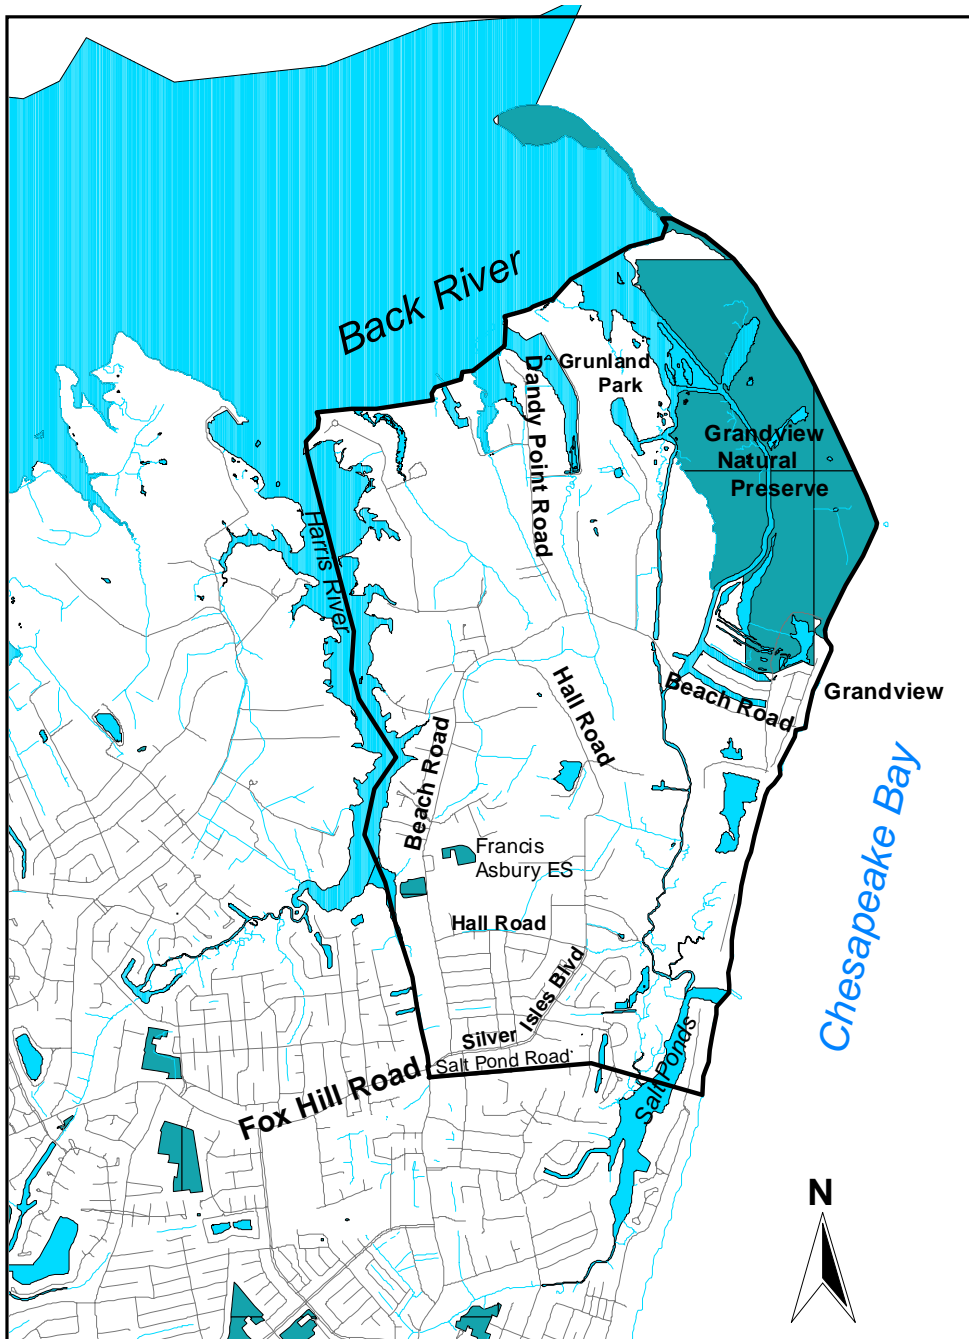 Back River
Grunland
Park
Dandy Point Road
Grandview
Natural
Preserve
Harris River
Hall Road
Beach Road
Grandview
Beach Road
Chesapeake Bay
Francis
Asbury ES
Hall Road
Silver Isles Blvd
Salt Pond Road
Fox Hill Road
Salt Ponds
N